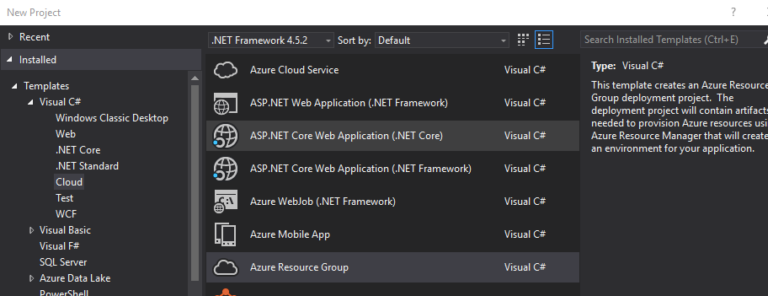 New Project ?
Recent
Installed
Templates
Visual C#
Windows Classic Desktop
Web
.NET Core
.NET Standard
Cloud
Test
WCF
Visual Basic
Visual F#
SQL Server
Azure Data Lake
PowerShell
.NET Framework 4.5.2 Sort by: Default
Azure Cloud Service Visual C#
ASP.NET Web Application (.NET Framework) Visual C#
ASP.NET Core Web Application (.NET Core) Visual C#
ASP.NET Core Web Application (.NET Framework) Visual C#
Azure WebJob (.NET Framework) Visual C#
Azure Mobile App Visual C#
Azure Resource Group Visual C#
Search Installed Templates (Ctrl+E)
Type: Visual C#
This template creates an Azure Resource
Group deployment project. The
deployment project will contain artifacts
needed to provision Azure resources usi
Azure Resource Manager that will create
an environment for your application.